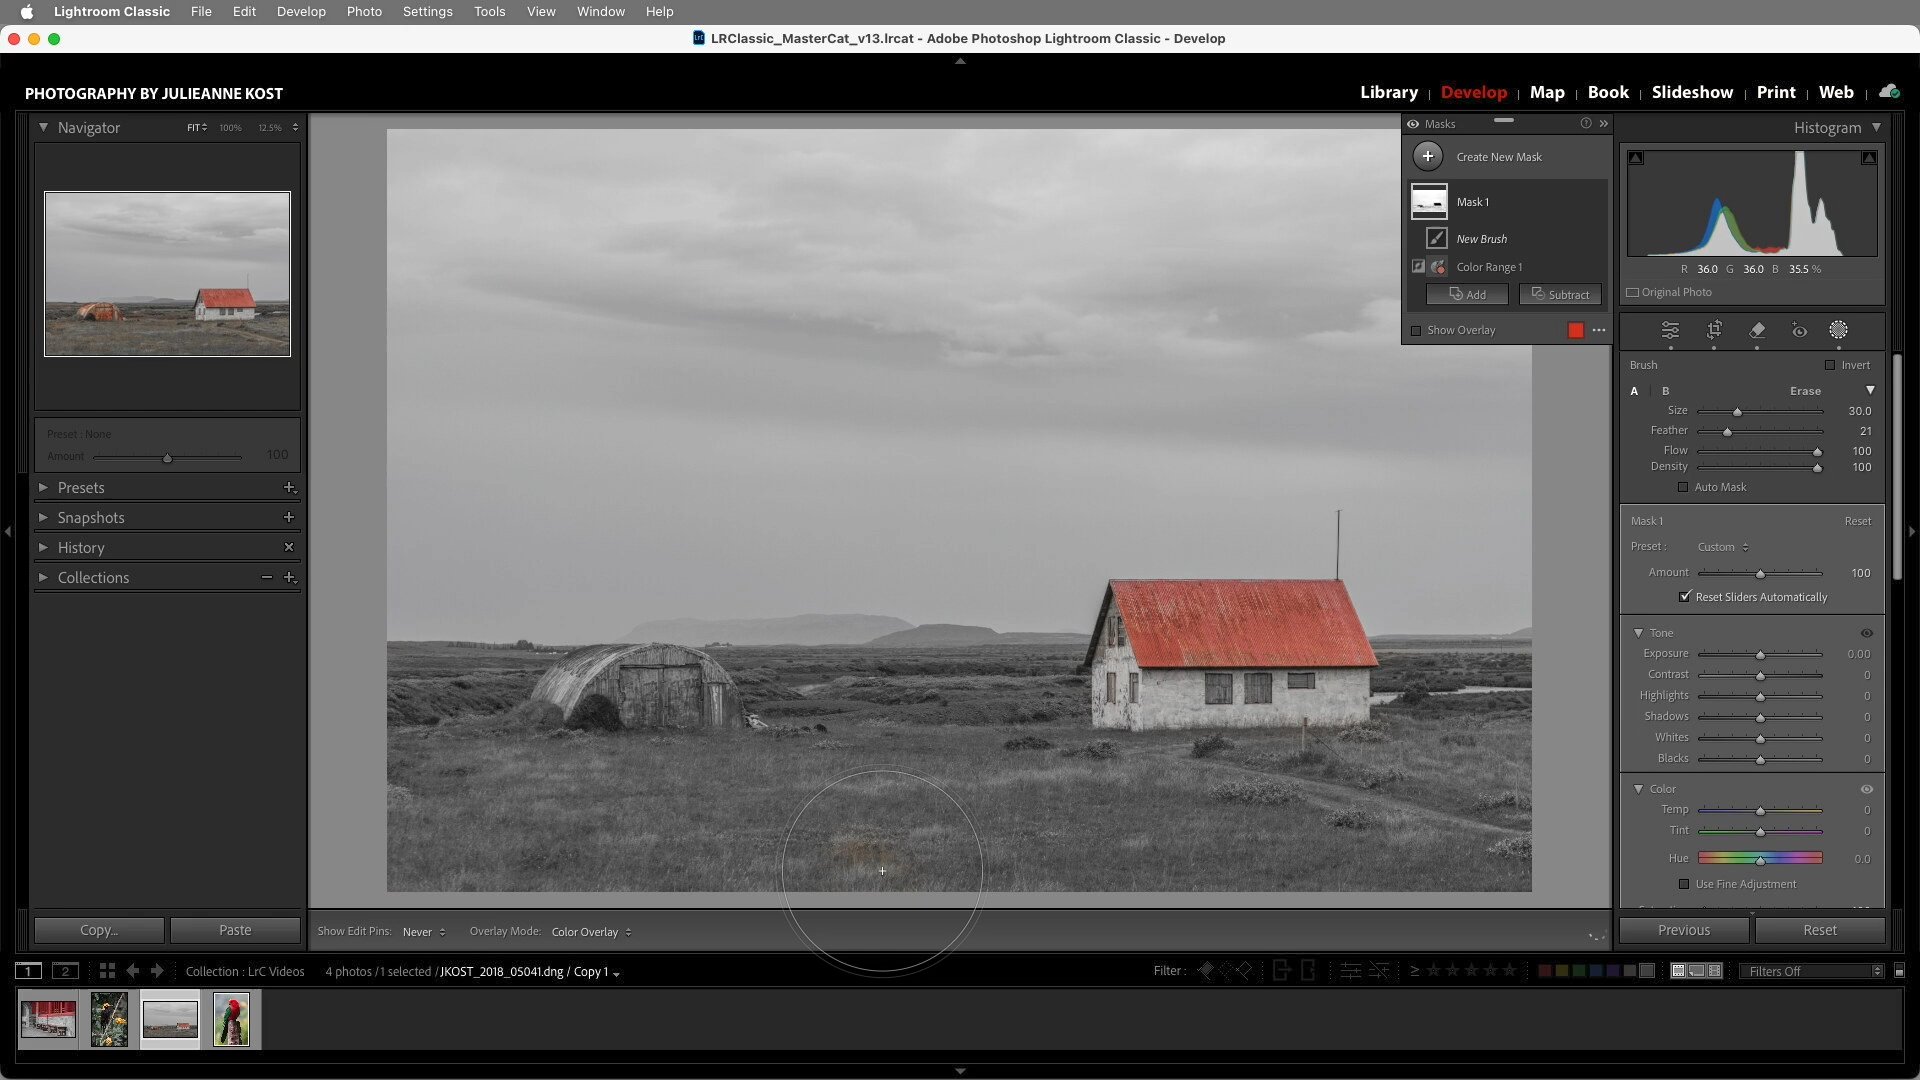 Lightroom Classic File Edit Develop Photo Settings Tools View Window Help
LrC LRClassic_MasterCat_v13.lrcat - Adobe Photoshop Lightroom Classic - Develop
PHOTOGRAPHY BY JULIEANNE KOST
Library | Develop | Map | Book | Slideshow | Print | Web
Navigator FIT 100% 12.5%
Preset : None
Amount 100
Presets
Snapshots
History
Collections
Copy... Paste
Masks
Create New Mask
Mask 1
New Brush
Color Range 1
Add Subtract
Show Overlay
Histogram
R 36.0 G 36.0 B 35.5 %
Original Photo
Brush Invert
A B Erase
Size 30.0
Feather 21
Flow 100
Density 100
Auto Mask
Mask 1 Reset
Preset : Custom
Amount 100
Reset Sliders Automatically
Tone
Exposure 0.00
Contrast 0
Highlights 0
Shadows 0
Whites 0
Blacks 0
Color
Temp 0
Tint 0
Hue 0.0
Use Fine Adjustment
Previous Reset
Show Edit Pins: Never Overlay Mode: Color Overlay
1 2 Collection : LrC Videos 4 photos / 1 selected / JKOST_2018_05041.dng / Copy 1 Filter : Filters Off